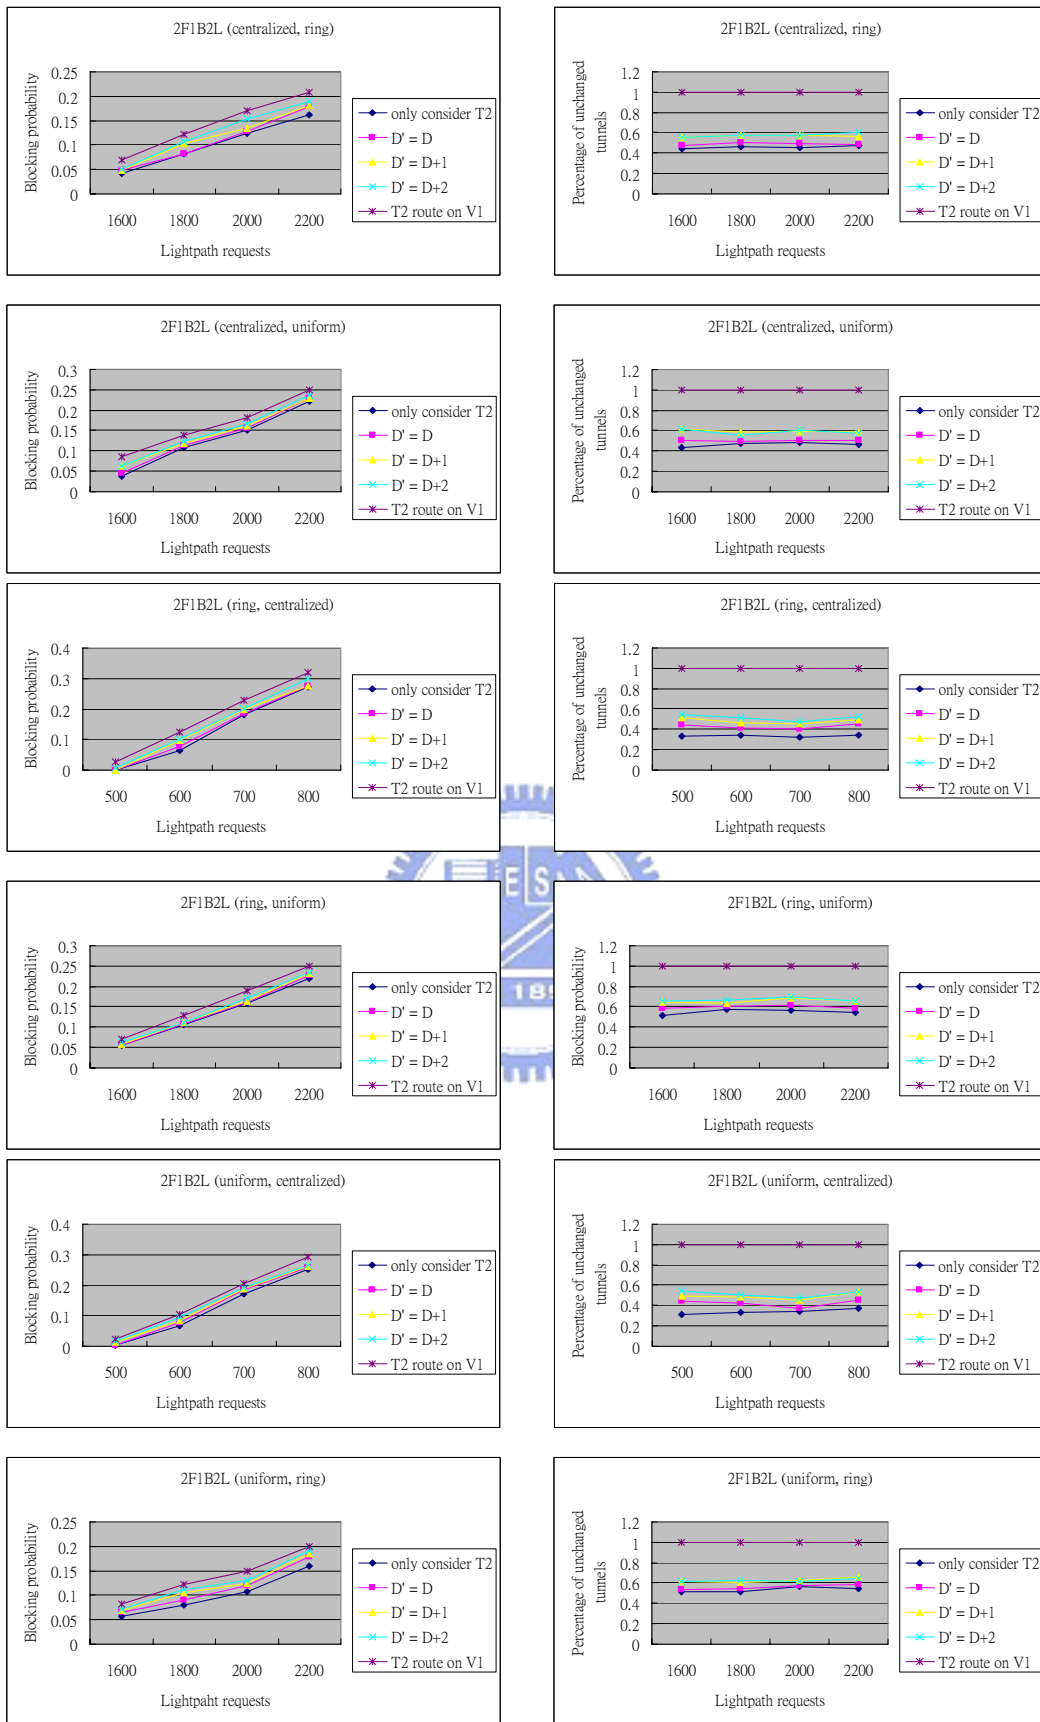 2F1B2L (centralized, ring)
Blocking probability
0.25
0.2
0.15
0.1
0.05
0
1600 1800 2000 2200
Lightpath requests
only consider T2
D' = D
D' = D+1
D' = D+2
T2 route on V1
2F1B2L (centralized, ring)
Percentage of unchanged
tunnels
1.2
1
0.8
0.6
0.4
0.2
0
1600 1800 2000 2200
Lightpath requests
only consider T2
D' = D
D' = D+1
D' = D+2
T2 route on V1
2F1B2L (centralized, uniform)
Blocking probability
0.3
0.25
0.2
0.15
0.1
0.05
0
1600 1800 2000 2200
Lightpath requests
only consider T2
D' = D
D' = D+1
D' = D+2
T2 route on V1
2F1B2L (centralized, uniform)
Percentage of unchanged
tunnels
1.2
1
0.8
0.6
0.4
0.2
0
1600 1800 2000 2200
Lightpath requests
only consider T2
D' = D
D' = D+1
D' = D+2
T2 route on V1
2F1B2L (ring, centralized)
Blocking probability
0.4
0.3
0.2
0.1
0
500 600 700 800
Lightpath requests
only consider T2
D' = D
D' = D+1
D' = D+2
T2 route on V1
2F1B2L (ring, centralized)
Percentage of unchanged
tunnels
1.2
1
0.8
0.6
0.4
0.2
0
500 600 700 800
Lightpath requests
only consider T2
D' = D
D' = D+1
D' = D+2
T2 route on V1
ES
2F1B2L (ring, uniform)
Blocking probability
0.3
0.25
0.2
0.15
0.1
0.05
0
1600 1800 2000 2200
Lightpath requests
only consider T2
D' = D
D' = D+1
D' = D+2
T2 route on V1
189
2F1B2L (ring, uniform)
Blocking probability
1.2
1
0.8
0.6
0.4
0.2
0
1600 1800 2000 2200
Lightpath requests
only consider T2
D' = D
D' = D+1
D' = D+2
T2 route on V1
2F1B2L (uniform, centralized)
Blocking probability
0.4
0.3
0.2
0.1
0
500 600 700 800
Lightpath requests
only consider T2
D' = D
D' = D+1
D' = D+2
T2 route on V1
2F1B2L (uniform, centralized)
Percentage of unchanged
tunnels
1.2
1
0.8
0.6
0.4
0.2
0
500 600 700 800
Lightpath requests
only consider T2
D' = D
D' = D+1
D' = D+2
T2 route on V1
2F1B2L (uniform, ring)
Blocking probability
0.25
0.2
0.15
0.1
0.05
0
1600 1800 2000 2200
Lightpaht requests
only consider T2
D' = D
D' = D+1
D' = D+2
T2 route on V1
2F1B2L (uniform, ring)
Percentage of unchanged
tunnels
1.2
1
0.8
0.6
0.4
0.2
0
1600 1800 2000 2200
Lightpath requests
only consider T2
D' = D
D' = D+1
D' = D+2
T2 route on V1